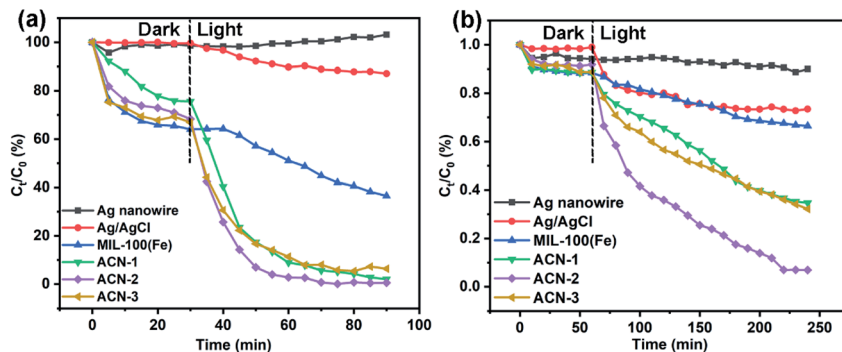 (a)
Dark Light
C_t/C_0 (%)
100
80
60
40
20
0
Ag nanowire
Ag/AgCl
MIL-100(Fe)
ACN-1
ACN-2
ACN-3
0 20 40 60 80 100
Time (min)
(b)
Dark Light
C_t/C_0 (%)
1.0
0.8
0.6
0.4
0.2
0.0
Ag nanowire
Ag/AgCl
MIL-100(Fe)
ACN-1
ACN-2
ACN-3
0 50 100 150 200 250
Time (min)